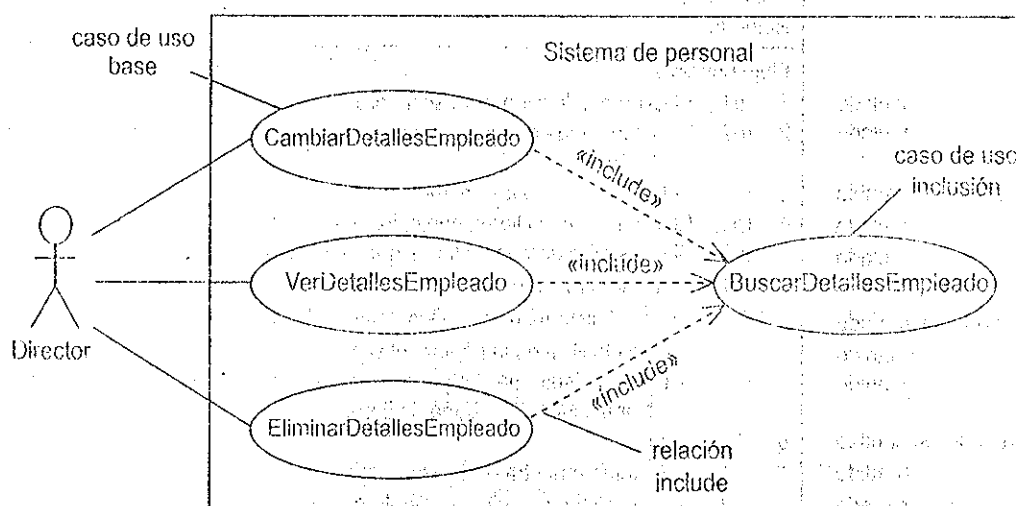 caso de uso
base
Sistema de personal
CambiarDetallesEmpleado
«include»
caso de uso
inclusión
VerDetallesEmpleado
«include»
BuscarDetallesEmpleado
Director
«include»
EliminarDetallesEmpleado
relación
include